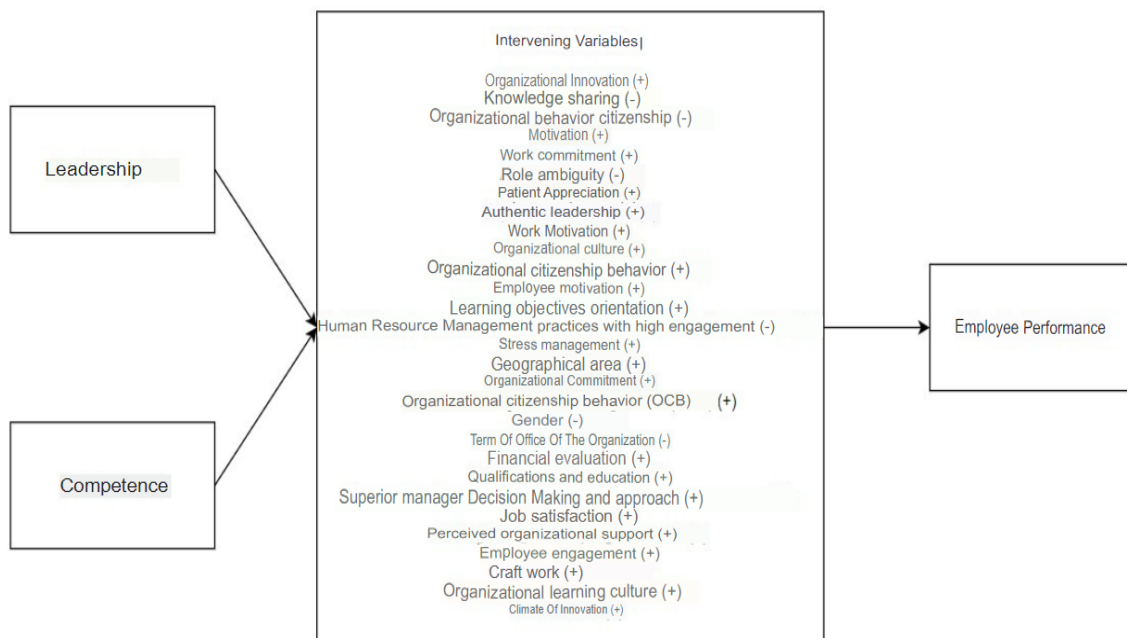 Leadership
Competence
Intervening Variables
Organizational Innovation (+)
Knowledge sharing (-)
Organizational behavior citizenship (-)
Motivation (+)
Work commitment (+)
Role ambiguity (-)
Patient Appreciation (+)
Authentic leadership (+)
Work Motivation (+)
Organizational culture (+)
Organizational citizenship behavior (+)
Employee motivation (+)
Learning objectives orientation (+)
Human Resource Management practices with high engagement (-)
Stress management (+)
Geographical area (+)
Organizational Commitment (+)
Organizational citizenship behavior (OCB) (+)
Gender (-)
Term Of Office Of The Organization (-)
Financial evaluation (+)
Qualifications and education (+)
Superior manager Decision Making and approach (+)
Job satisfaction (+)
Perceived organizational support (+)
Employee engagement (+)
Craft work (+)
Organizational learning culture (+)
Climate Of Innovation (+)
Employee Performance